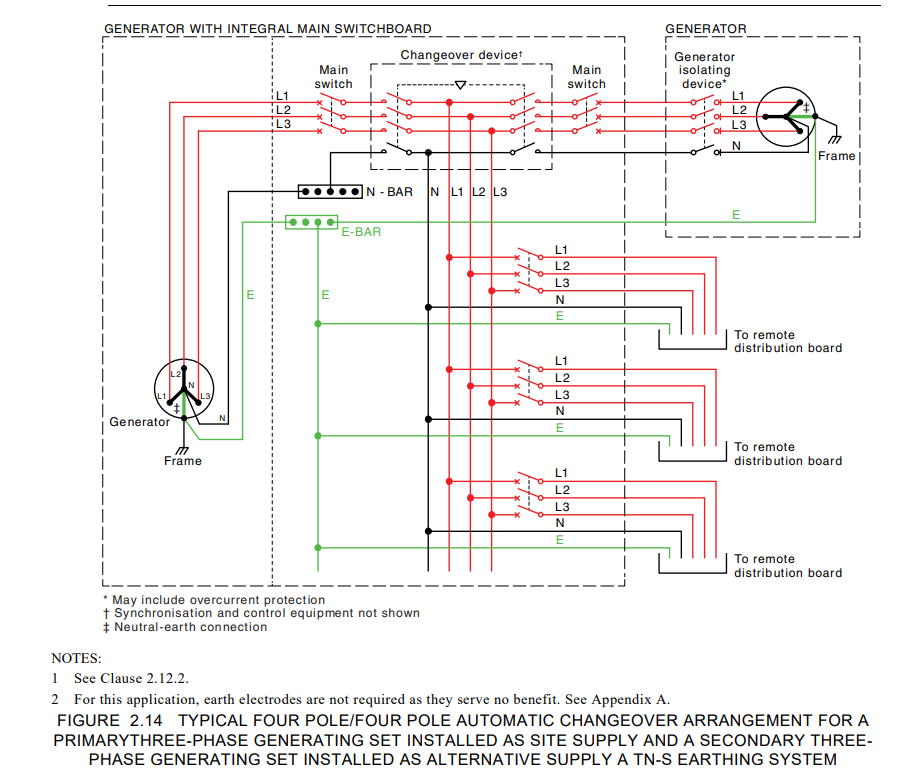 GENERATOR WITH INTEGRAL MAIN SWITCHBOARD
GENERATOR
Changeover device†
Main
switch
Main
switch
Generator
isolating
device*
L1
L2
L3
L1
L2
L3
N
‡
Frame
N - BAR
N
L1
L2
L3
E
E-BAR
E
E
L1
L2
L3
N
E
To remote
distribution board
L2
L1
N
L3
‡
N
Generator
Frame
L1
L2
L3
N
E
To remote
distribution board
L1
L2
L3
N
E
To remote
distribution board
* May include overcurrent protection
† Synchronisation and control equipment not shown
‡ Neutral-earth connection
NOTES:
1 See Clause 2.12.2.
2 For this application, earth electrodes are not required as they serve no benefit. See Appendix A.
FIGURE 2.14 TYPICAL FOUR POLE/FOUR POLE AUTOMATIC CHANGEOVER ARRANGEMENT FOR A
PRIMARYTHREE-PHASE GENERATING SET INSTALLED AS SITE SUPPLY AND A SECONDARY THREE-
PHASE GENERATING SET INSTALLED AS ALTERNATIVE SUPPLY A TN-S EARTHING SYSTEM